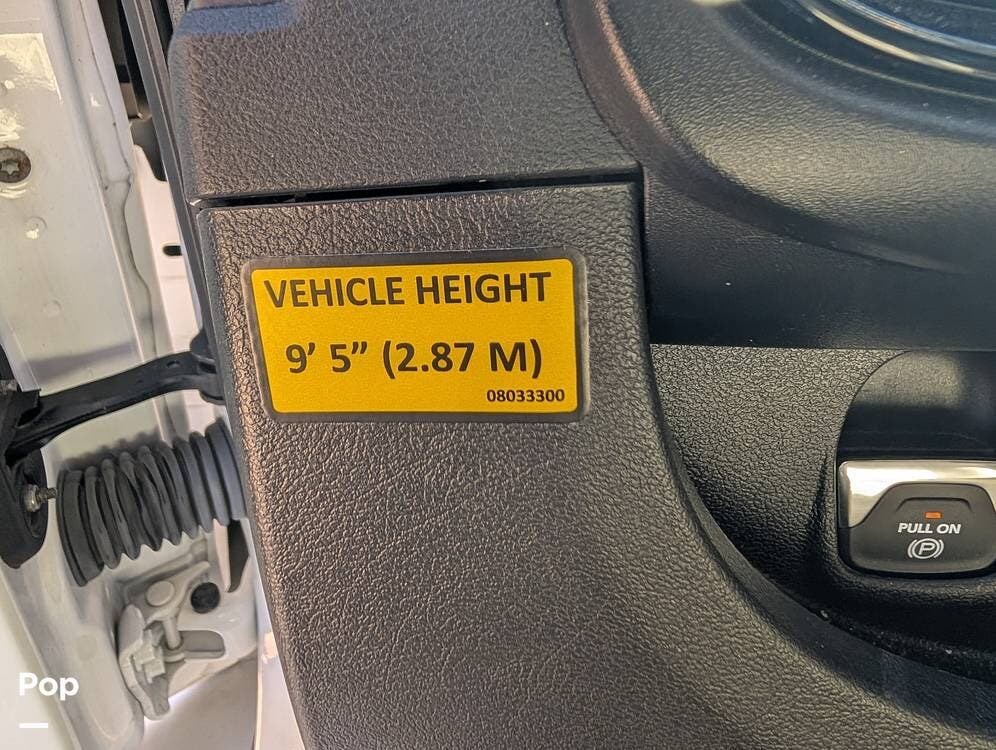 VEHICLE HEIGHT
9’ 5” (2.87 M)
08033300
PULL ON
(P)
Pop